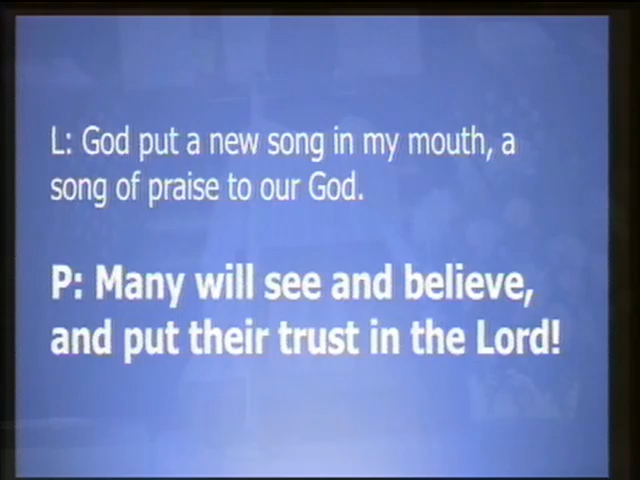 L: God put a new song in my mouth, a
song of praise to our God.
P: Many will see and believe,
and put their trust in the Lord!